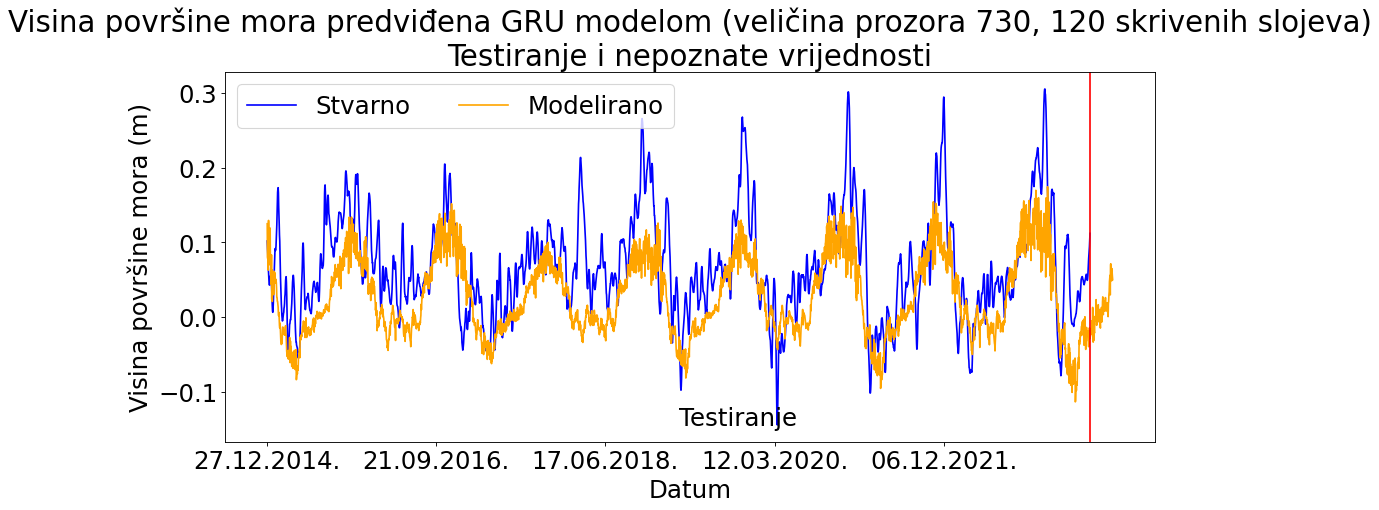 Visina površine mora predviđena GRU modelom (veličina prozora 730, 120 skrivenih slojeva)
Testiranje i nepoznate vrijednosti
Stvarno
Modelirano
Visina površine mora (m)
0.3
0.2
0.1
0.0
−0.1
Testiranje
27.12.2014.
21.09.2016.
17.06.2018.
12.03.2020.
06.12.2021.
Datum